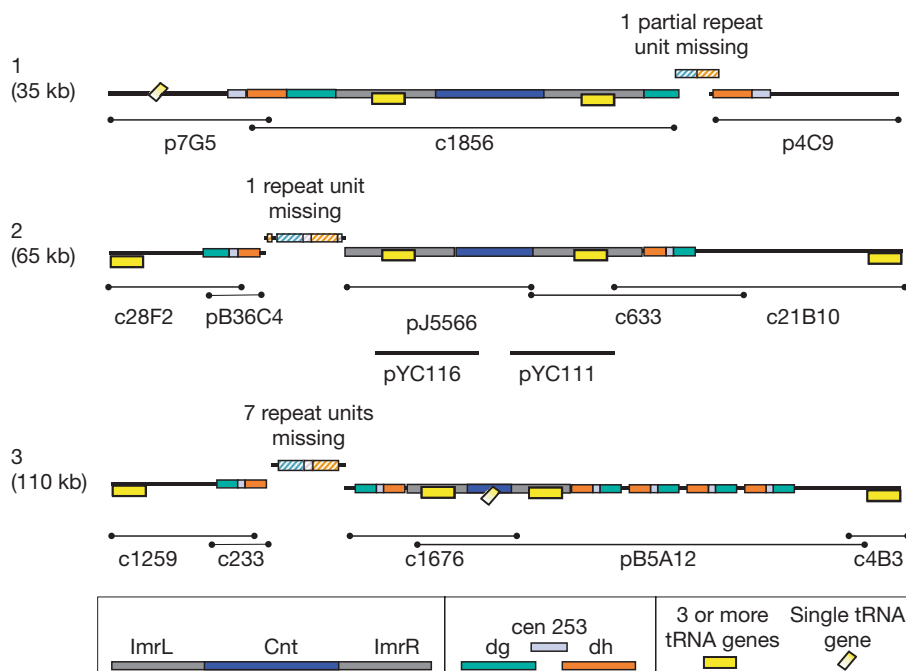 1 partial repeat
unit missing
1
(35 kb)
p7G5
c1856
p4C9
1 repeat unit
missing
2
(65 kb)
c28F2
pB36C4
pJ5566
c633
c21B10
pYC116
pYC111
7 repeat units
missing
3
(110 kb)
c1259
c233
c1676
pB5A12
c4B3
ImrL
Cnt
ImrR
cen 253
dg
dh
3 or more
tRNA genes
Single tRNA
gene